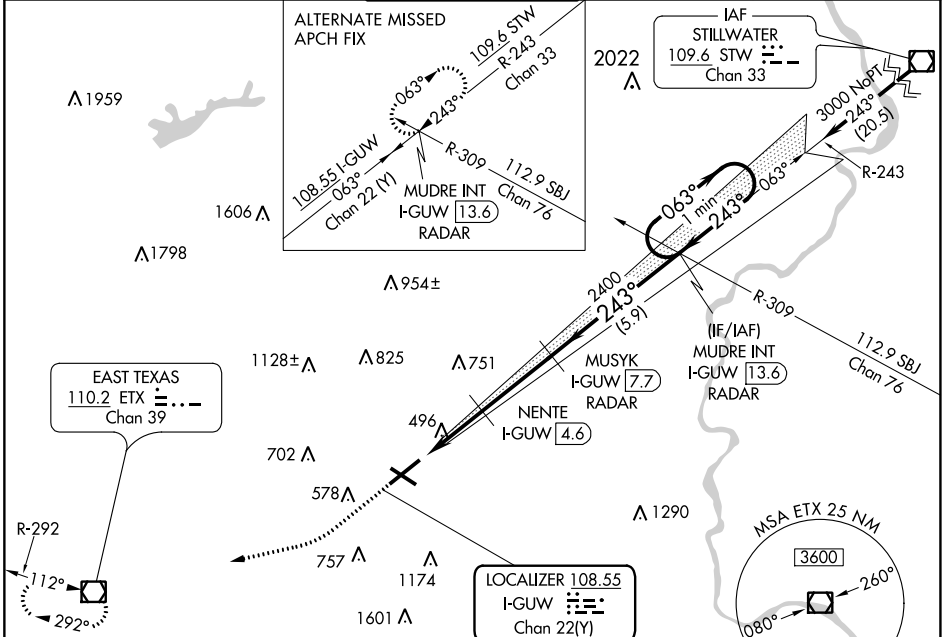 ALTERNATE MISSED
APCH FIX
109.6 STW
R-243
Chan 33
063°
243°
108.55 I-GUW
063°
Chan 22 (Y)
R-309
112.9 SBJ
Chan 76
MUDRE INT
I-GUW 13.6
RADAR
IAF
STILLWATER
109.6 STW
Chan 33
2022
3000 NoPT
243°
(20.5)
R-243
1959
1606
1798
954±
063°
1 min
063°
243°
2400
243°
(5.9)
R-309
112.9 SBJ
Chan 76
(IF/IAF)
MUDRE INT
I-GUW 13.6
RADAR
MUSYK
I-GUW 7.7
RADAR
NENTE
I-GUW 4.6
1128±
825
751
496
EAST TEXAS
110.2 ETX
Chan 39
702
578
757
1174
1601
1290
R-292
112°
292°
LOCALIZER 108.55
I-GUW
Chan 22(Y)
MSA ETX 25 NM
3600
260°
080°